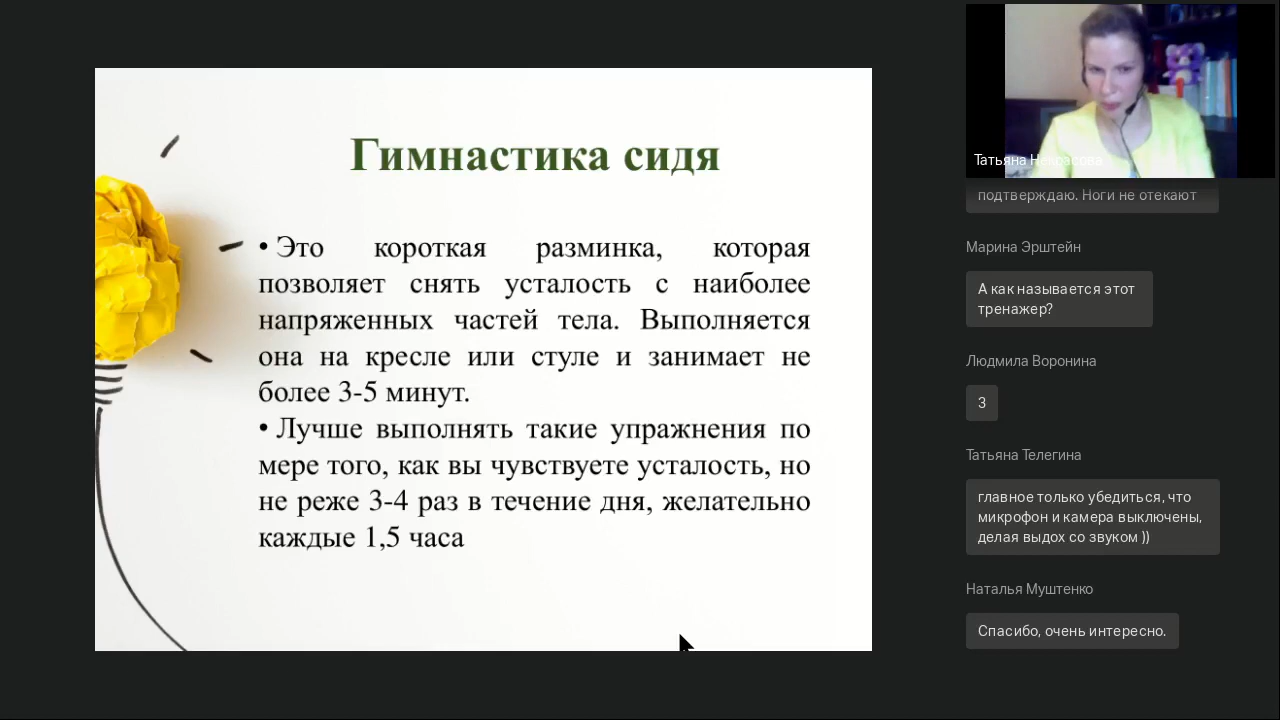 Гимнастика сидя
• Это короткая разминка, которая
позволяет снять усталость с наиболее
напряженных частей тела. Выполняется
она на кресле или стуле и занимает не
более 3-5 минут.
• Лучше выполнять такие упражнения по
мере того, как вы чувствуете усталость, но
не реже 3-4 раз в течение дня, желательно
каждые 1,5 часа
Татьяна Некрасова
подтверждаю. Ноги не отекают
Марина Эрштейн
А как называется этот
тренажер?
Людмила Воронина
3
Татьяна Телегина
главное только убедиться, что
микрофон и камера выключены,
делая выдох со звуком ))
Наталья Муштенко
Спасибо, очень интересно.